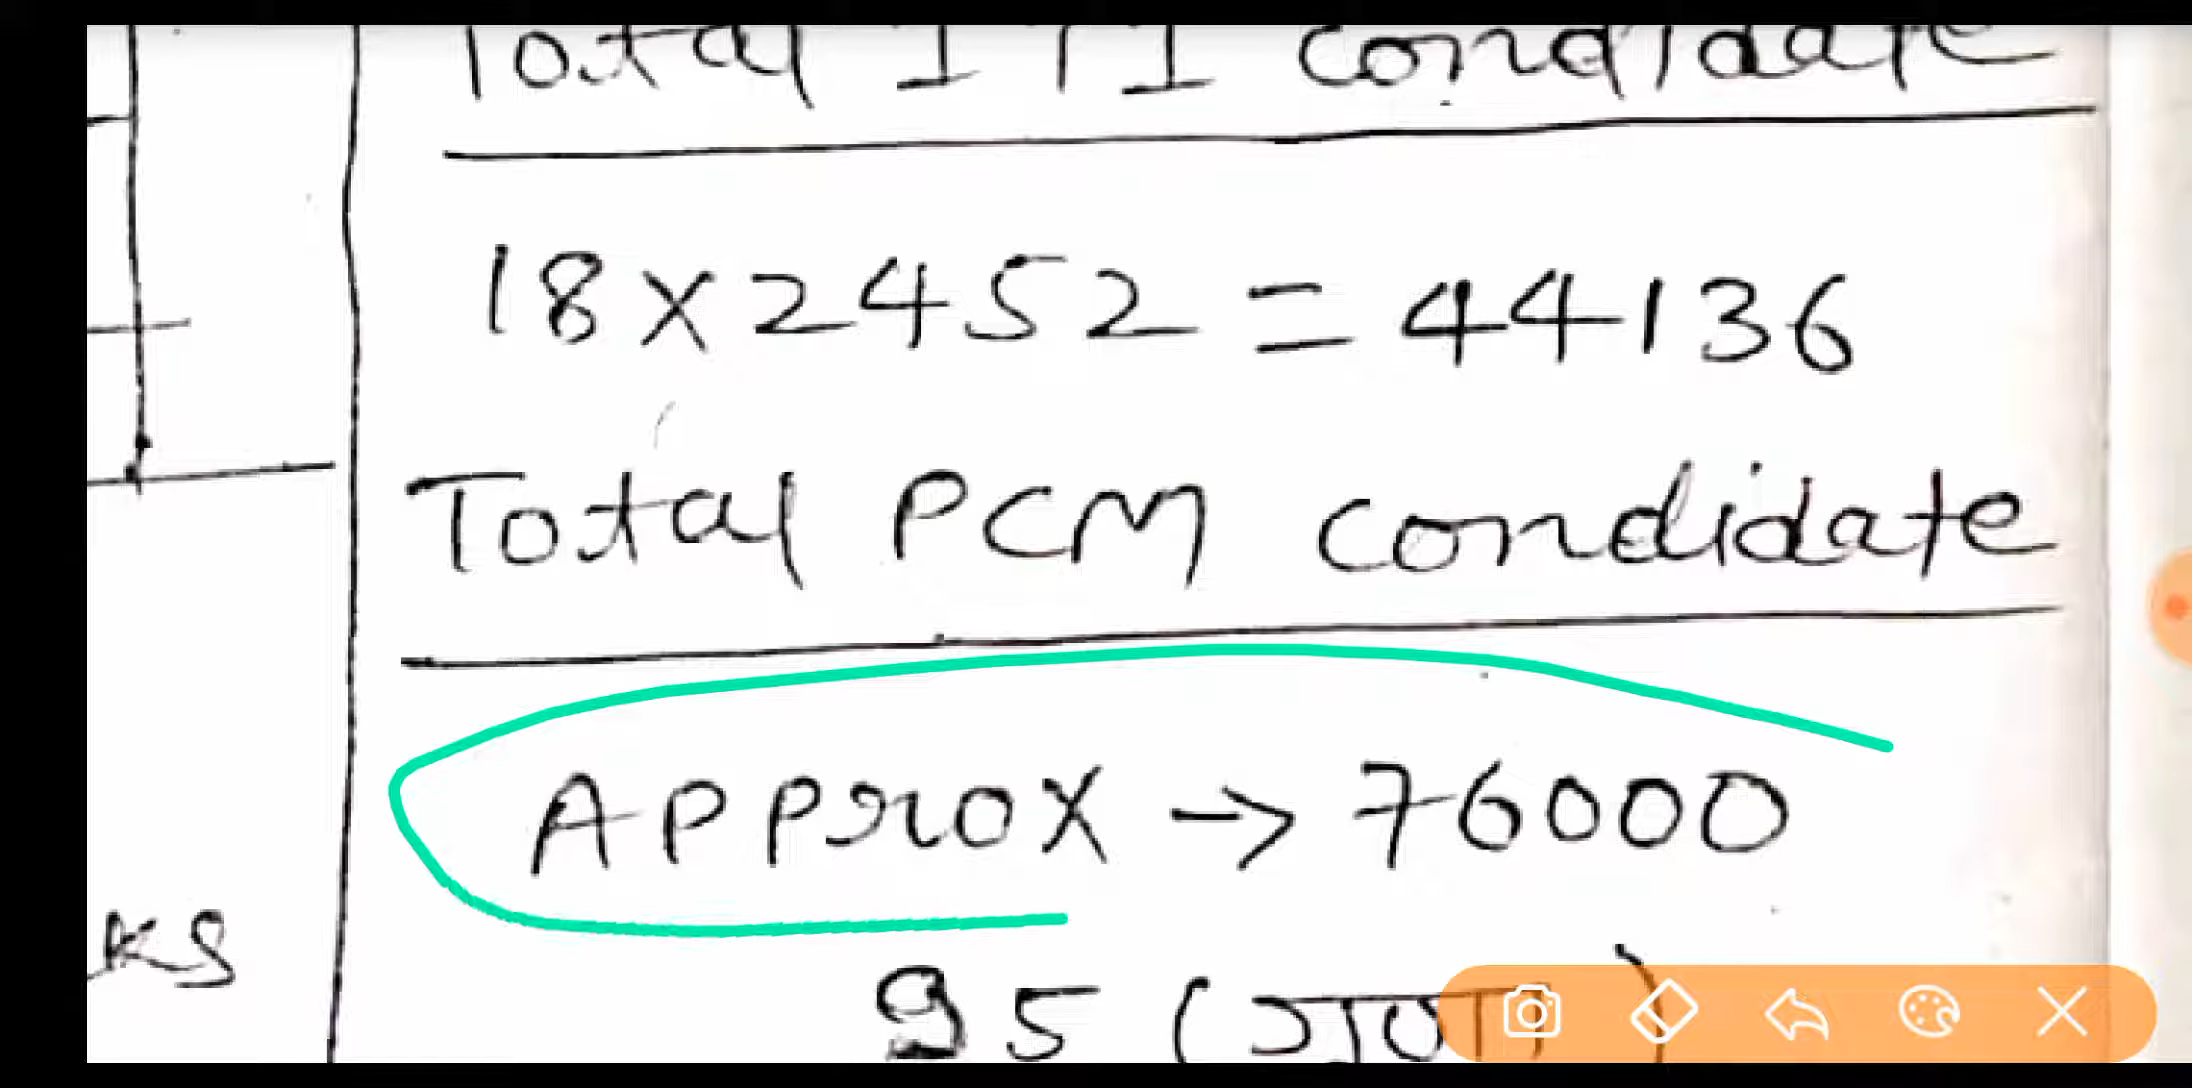 Total ITI condidate
18x2452 = 44136
Total PCM condidate
APProx → 76000
95 (गुणा)